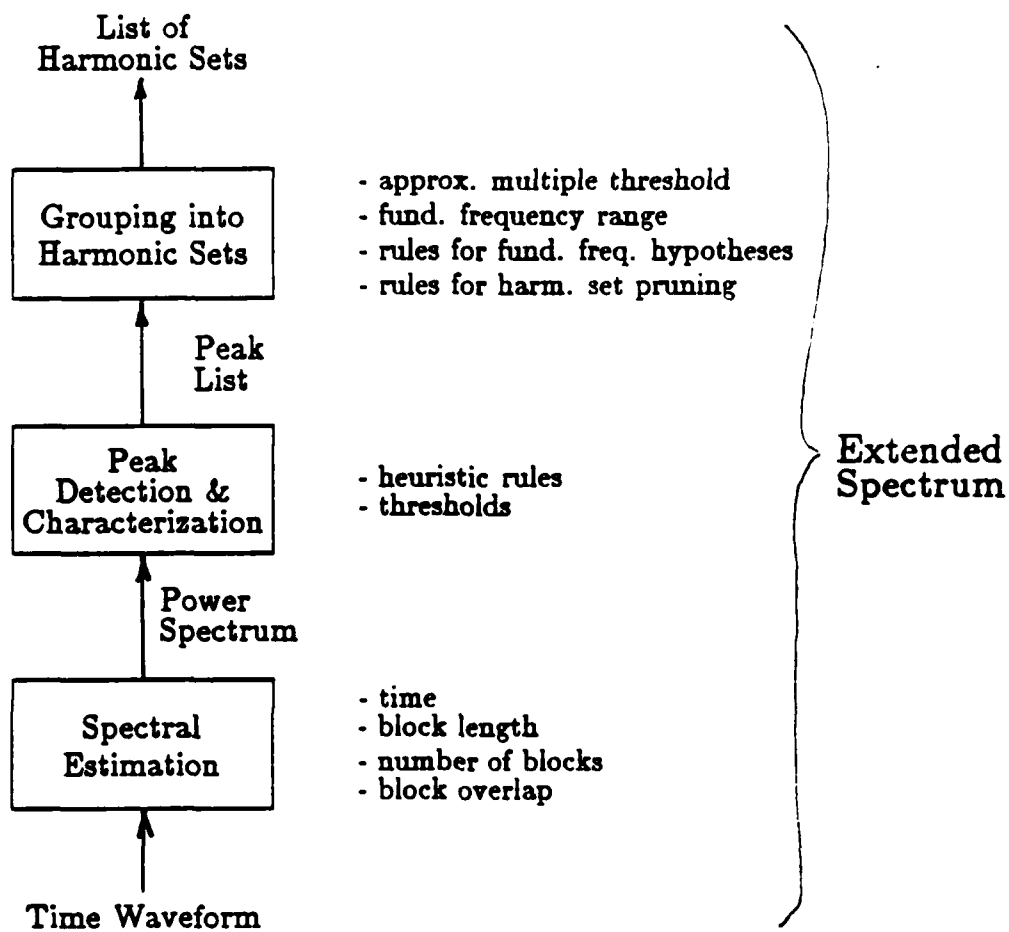 List of
Harmonic Sets
Grouping into
Harmonic Sets
- approx. multiple threshold
- fund. frequency range
- rules for fund. freq. hypotheses
- rules for harm. set pruning
Peak
List
Peak
Detection &
Characterization
- heuristic rules
- thresholds
Extended
Spectrum
Power
Spectrum
Spectral
Estimation
- time
- block length
- number of blocks
- block overlap
Time Waveform